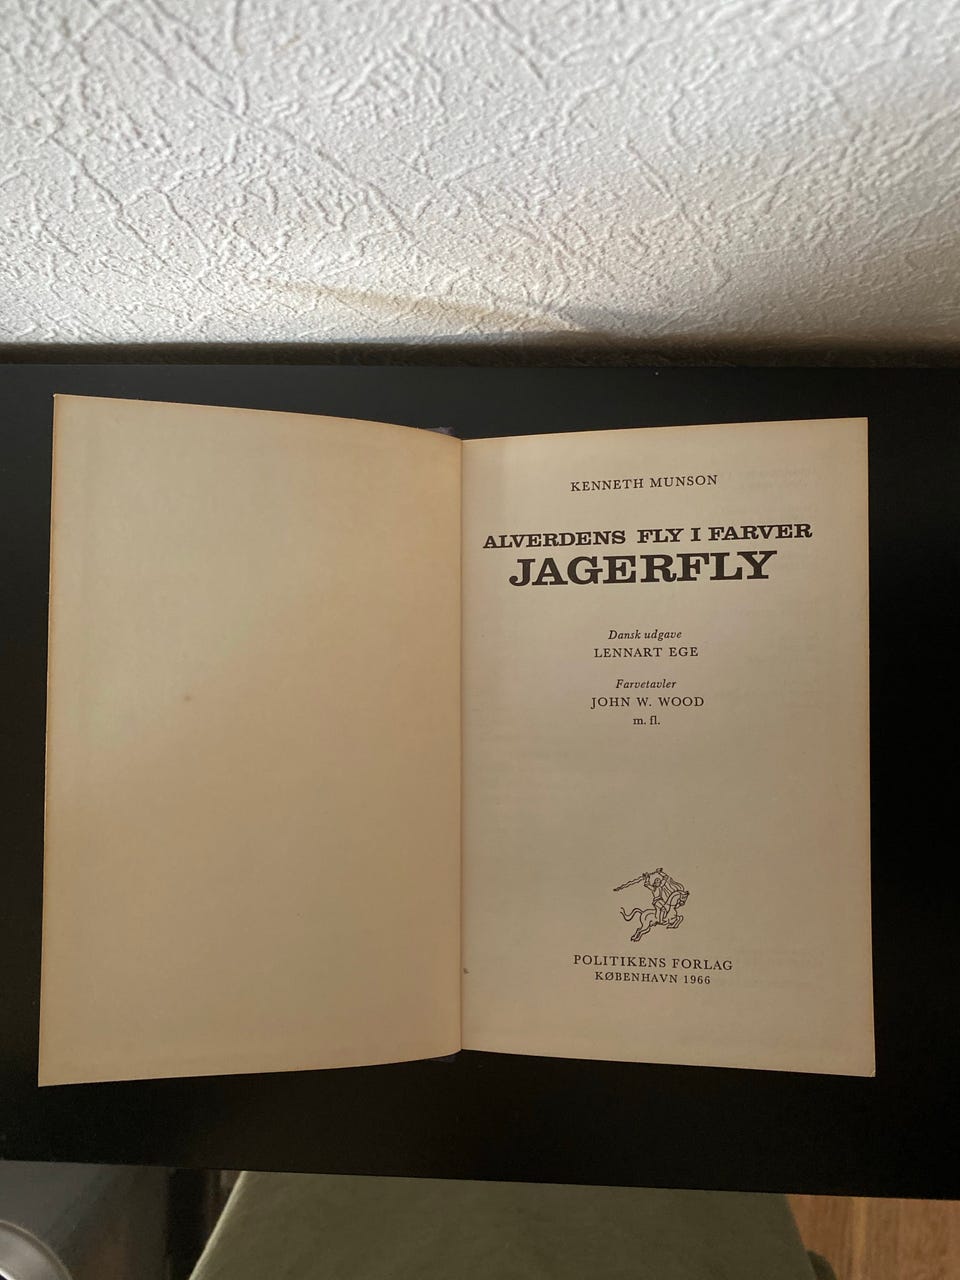 KENNETH MUNSON
ALVERDENS FLY I FARVER
JAGERFLY
Dansk udgave
LENNART EGE
Farvetavler
JOHN W. WOOD
m. fl.
POLITIKENS FORLAG
KØBENHAVN 1966